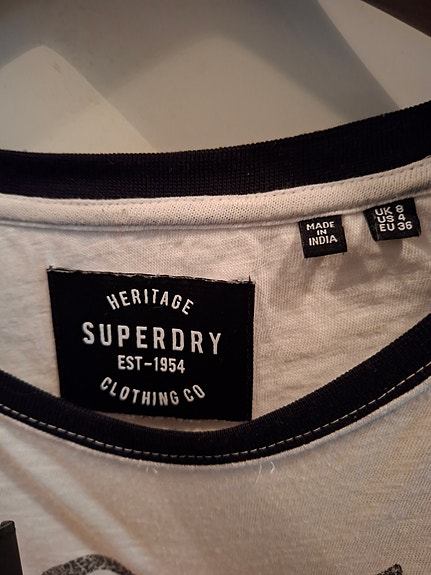 MADE
IN
INDIA
UK 8
US 4
EU 36
HERITAGE
SUPERDRY
EST-1954
CLOTHING CO